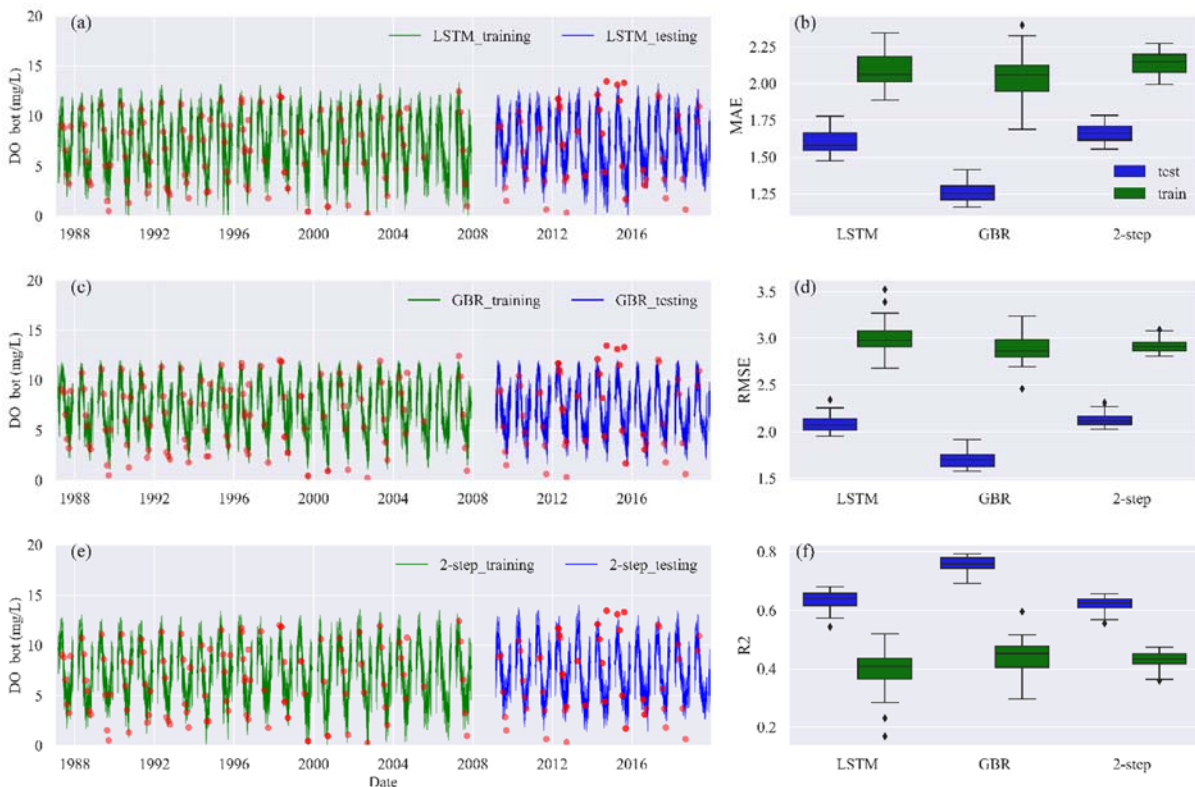 (a)
LSTM_training
LSTM_testing
DO_bot (mg/L)
20
15
10
5
0
1988
1992
1996
2000
2004
2008
2012
2016
(b)
MAE
2.25
2.00
1.75
1.50
1.25
test
train
LSTM
GBR
2-step
(c)
GBR_training
GBR_testing
DO_bot (mg/L)
20
15
10
5
0
1988
1992
1996
2000
2004
2008
2012
2016
(d)
RMSE
3.5
3.0
2.5
2.0
1.5
LSTM
GBR
2-step
(e)
2-step_training
2-step_testing
DO_bot (mg/L)
20
15
10
5
0
1988
1992
1996
2000
2004
2008
2012
2016
Date
(f)
R2
0.8
0.6
0.4
0.2
LSTM
GBR
2-step